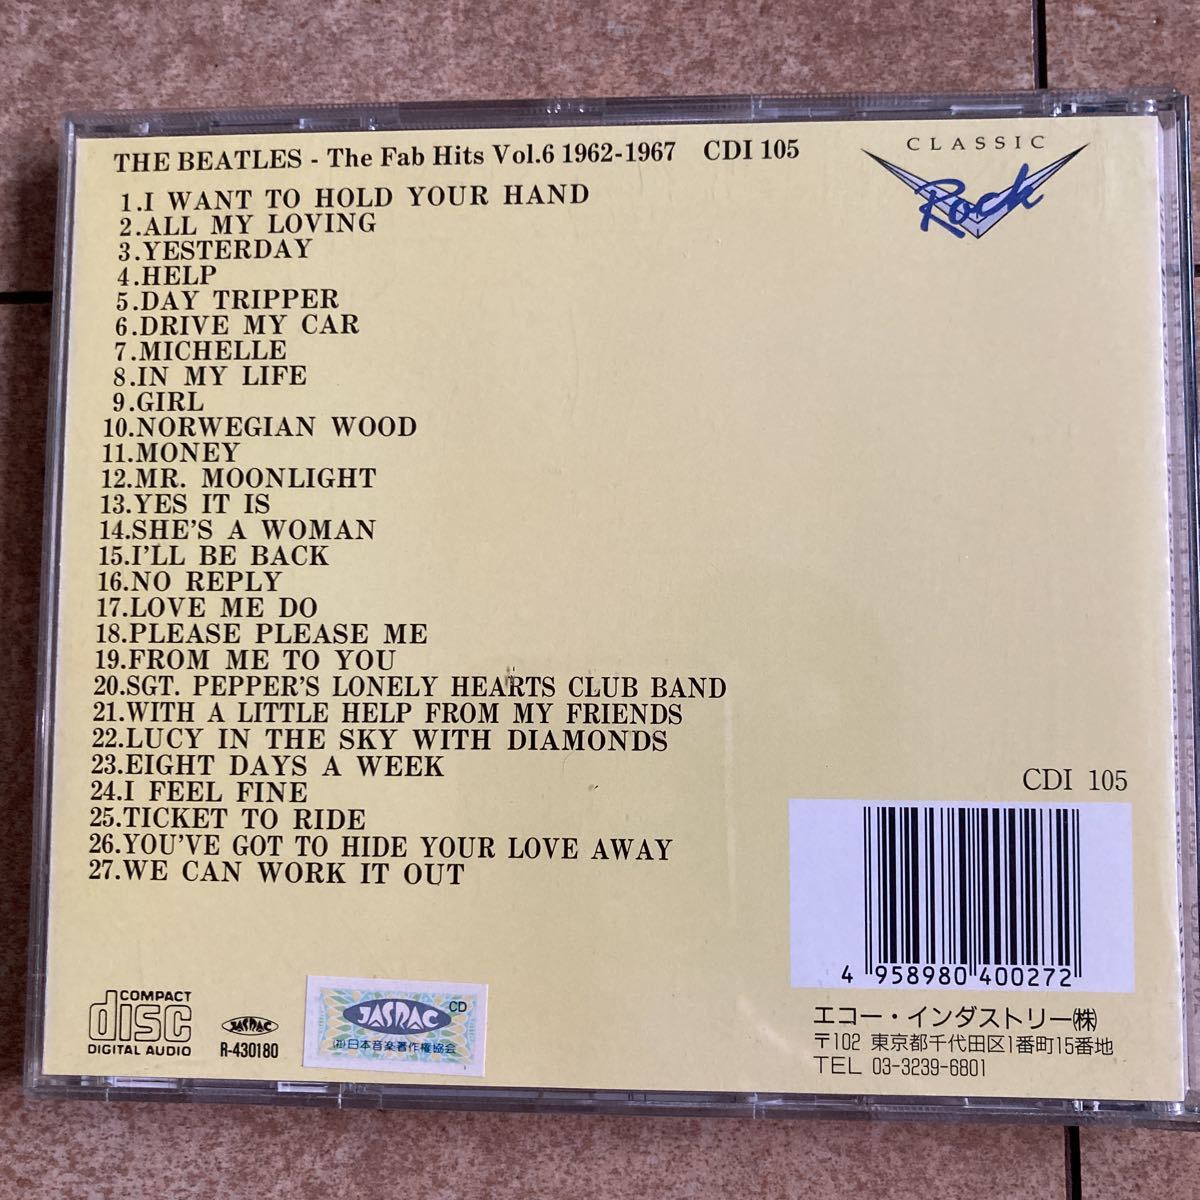 THE BEATLES - The Fab Hits Vol.6 1962-1967 CDI 105
CLASSIC
Rock
1.I WANT TO HOLD YOUR HAND
2.ALL MY LOVING
3.YESTERDAY
4.HELP
5.DAY TRIPPER
6.DRIVE MY CAR
7.MICHELLE
8.IN MY LIFE
9.GIRL
10.NORWEGIAN WOOD
11.MONEY
12.MR. MOONLIGHT
13.YES IT IS
14.SHE'S A WOMAN
15.I'LL BE BACK
16.NO REPLY
17.LOVE ME DO
18.PLEASE PLEASE ME
19.FROM ME TO YOU
20.SGT. PEPPER'S LONELY HEARTS CLUB BAND
21.WITH A LITTLE HELP FROM MY FRIENDS
22.LUCY IN THE SKY WITH DIAMONDS
23.EIGHT DAYS A WEEK
24.I FEEL FINE
25.TICKET TO RIDE
26.YOU'VE GOT TO HIDE YOUR LOVE AWAY
27.WE CAN WORK IT OUT
CDI 105
4 958980 400272
エコー・インダストリー㈱
〒102 東京都千代田区1番町15番地
TEL 03-3239-6801
COMPACT
disc
DIGITAL AUDIO
JASRAC
R-430180
JASRAC
CD
㈳日本音楽著作権協会